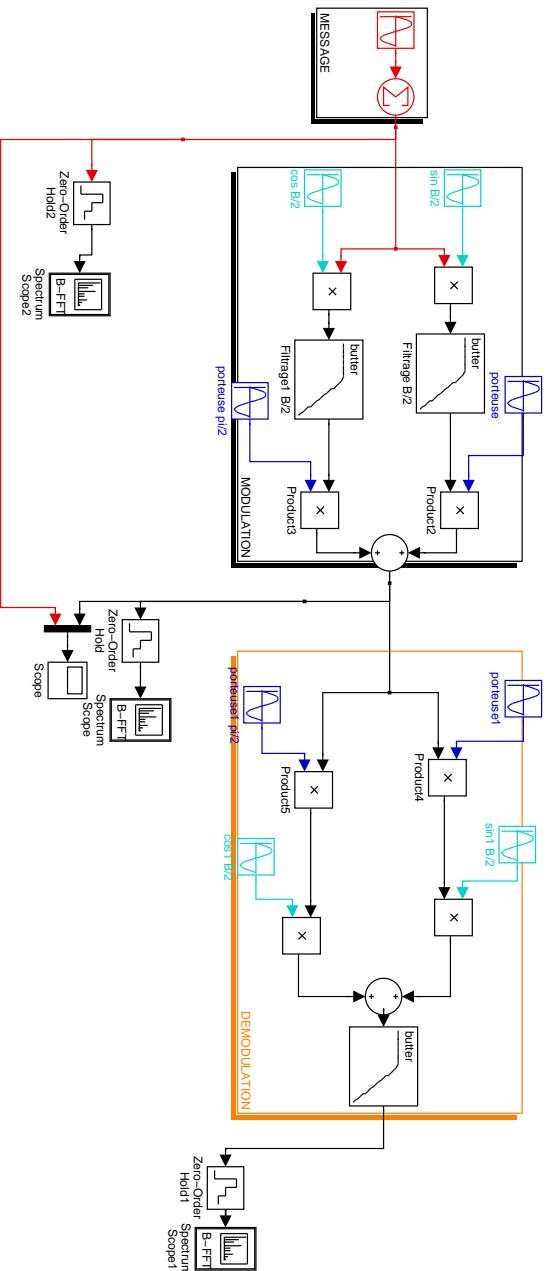 MESSAGE
sin B/2
cos B/2
×
×
butter
Filtrage B/2
butter
Filtrage1 B/2
porteuse
porteuse pi/2
×
Product2
×
Product3
+
+
MODULATION
Zero−Order
Hold2
B−FFT
Spectrum
Scope2
Zero−Order
Hold
B−FFT
Spectrum
Scope
Scope
porteuse1
porteuse1 pi/2
×
Product4
×
Product5
sin1 B/2
cos1 B/2
×
×
+
+
butter
DEMODULATION
Zero−Order
Hold1
B−FFT
Spectrum
Scope1